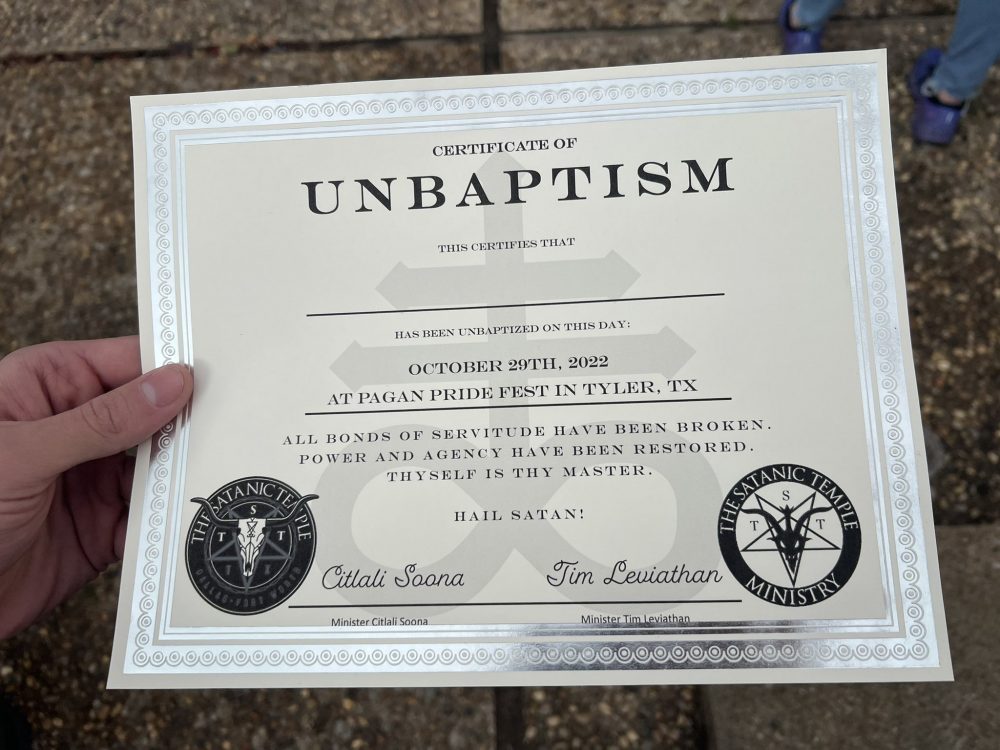 CERTIFICATE OF
UNBAPTISM
THIS CERTIFIES THAT
HAS BEEN UNBAPTIZED ON THIS DAY:
OCTOBER 29TH, 2022
AT PAGAN PRIDE FEST IN TYLER, TX
ALL BONDS OF SERVITUDE HAVE BEEN BROKEN.
POWER AND AGENCY HAVE BEEN RESTORED.
THYSELF IS THY MASTER.
HAIL SATAN!
THE SATANIC TEMPLE
S
T T
T X
DALLAS-FORT WORTH
Citlali Soona
Minister Citlali Soona
Tim Leviathan
Minister Tim Leviathan
THE SATANIC TEMPLE
S
T T
MINISTRY